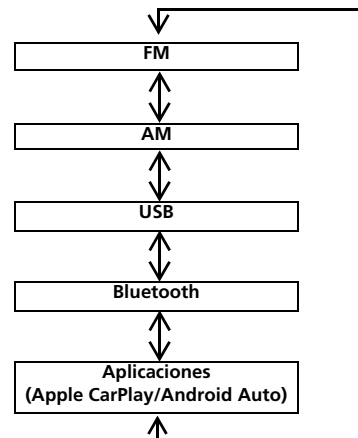 FM
AM
USB
Bluetooth
Aplicaciones
(Apple CarPlay/Android Auto)